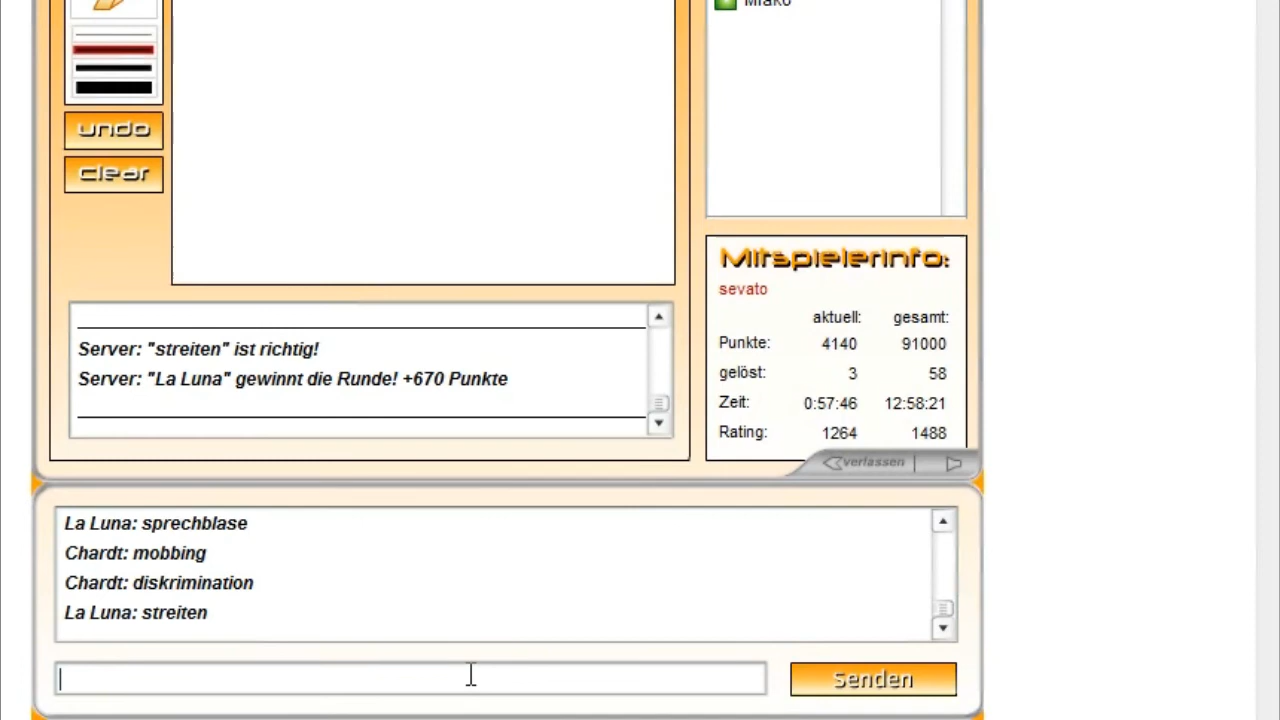 Mrako
undo
clear
Mitspielerinfo:
sevato
aktuell: gesamt:
Punkte: 4140 91000
gelöst: 3 58
Zeit: 0:57:46 12:58:21
Rating: 1264 1488
verlassen
Server: "streiten" ist richtig!
Server: "La Luna" gewinnt die Runde! +670 Punkte
La Luna: sprechblase
Chardt: mobbing
Chardt: diskrimination
La Luna: streiten
Senden